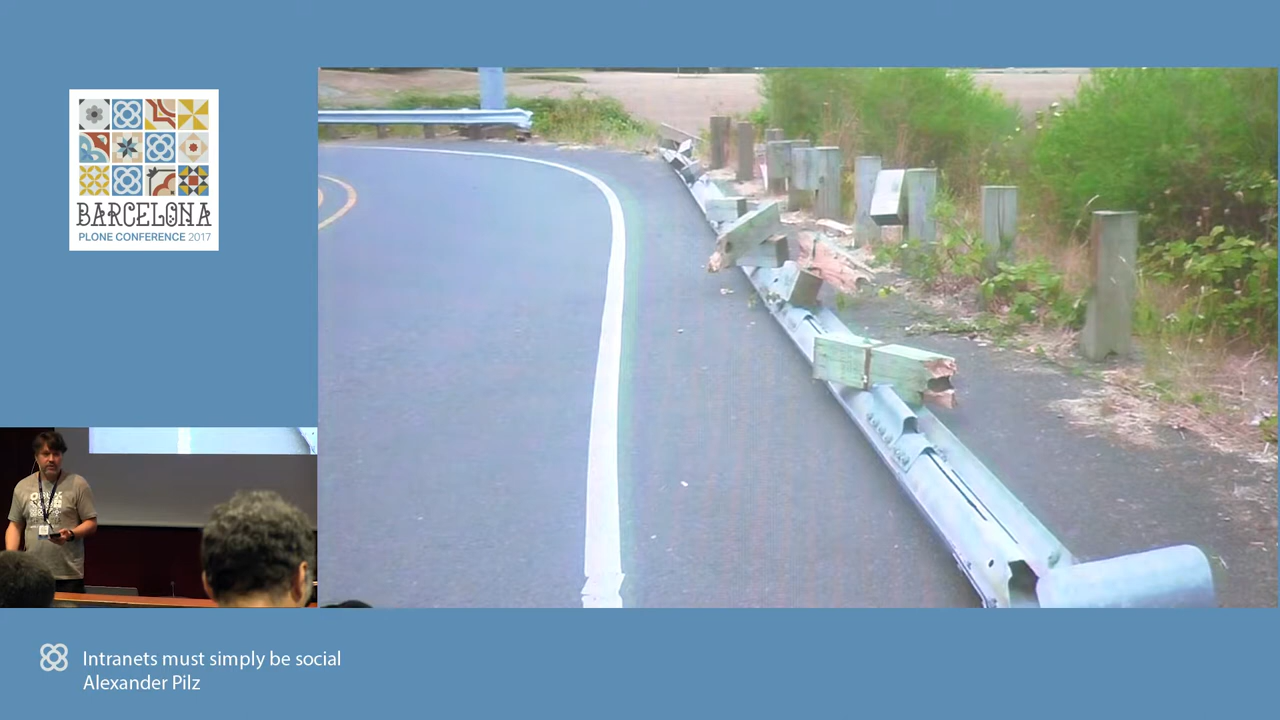 BARCELONA
PLONE CONFERENCE 2017
Intranets must simply be social
Alexander Pilz